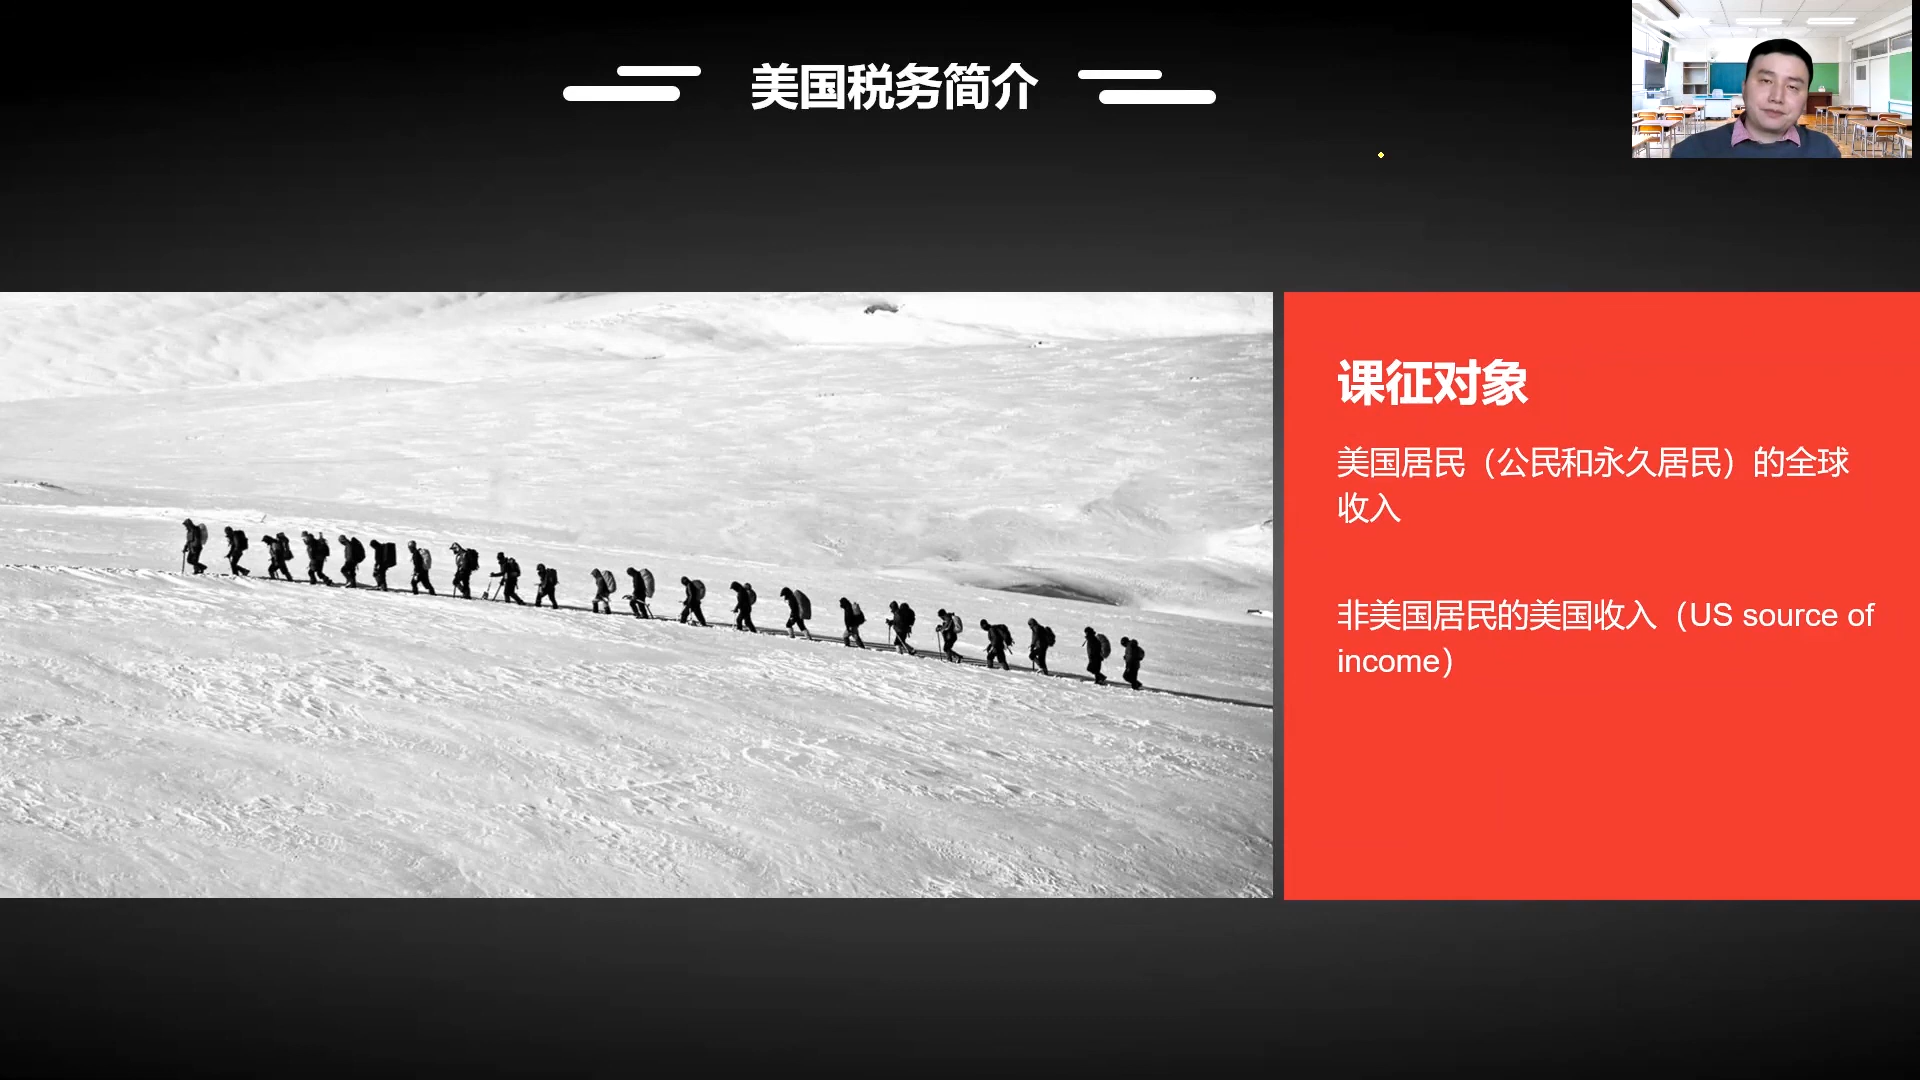 美国税务简介
课征对象
美国居民（公民和永久居民）的全球
收入
非美国居民的美国收入（US source of
income）